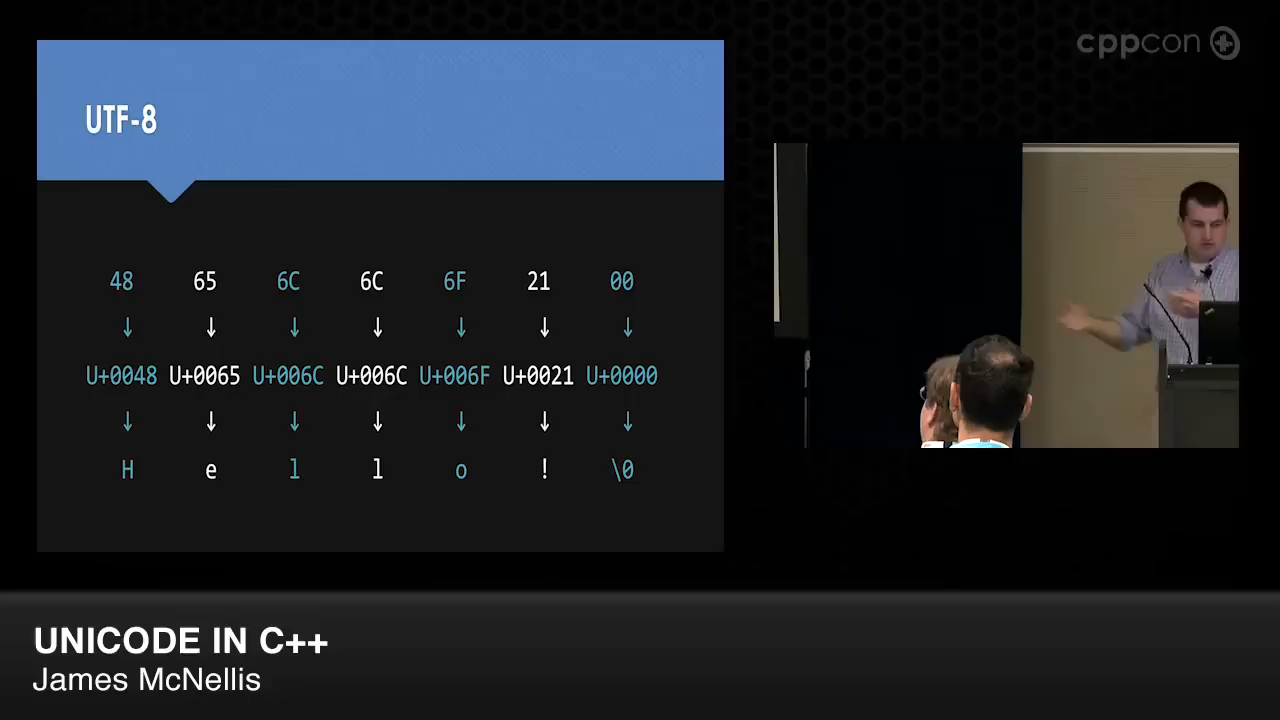 cppcon
UTF-8
48 65 6C 6C 6F 21 00
↓ ↓ ↓ ↓ ↓ ↓ ↓
U+0048 U+0065 U+006C U+006C U+006F U+0021 U+0000
↓ ↓ ↓ ↓ ↓ ↓ ↓
H e l l o ! \0
UNICODE IN C++
James McNellis